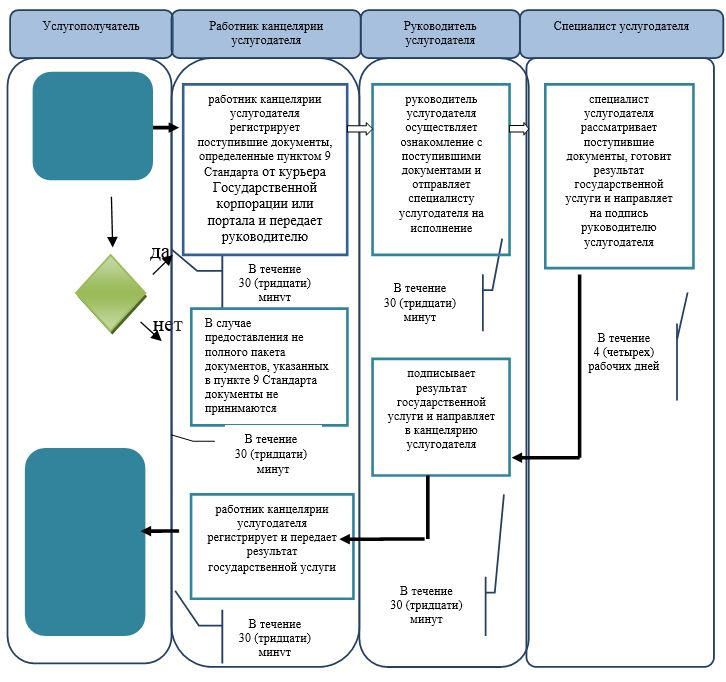 Услугополучатель
Работник канцелярии
услугодателя
Руководитель
услугодателя
Специалист услугодателя
работник канцелярии
услугодателя
регистрирует
поступившие документы,
определенные пунктом 9
Стандарта от курьера
Государственной
корпорации или
портала и передает
руководителю
руководитель
услугодателя
осуществляет
ознакомление с
поступившими
документами и
отправляет
специалисту
услугодателя на
исполнение
специалист
услугодателя
рассматривает
поступившие
документы, готовит
результат
государственной
услуги и направляет
на подпись
руководителю
услугодателя
да
нет
В течение
30 (тридцати)
минут
В течение
30 (тридцати)
минут
В течение
4 (четырех)
рабочих дней
В случае
предоставления не
полного пакета
документов, указанных
в пункте 9 Стандарта
документы не
принимаются
подписывает
результат
государственной
услуги и направляет
в канцелярию
услугодателя
В течение
30 (тридцати)
минут
работник канцелярии
услугодателя
регистрирует и передает
результат
государственной услуги
В течение
30 (тридцати)
минут
В течение
30 (тридцати)
минут